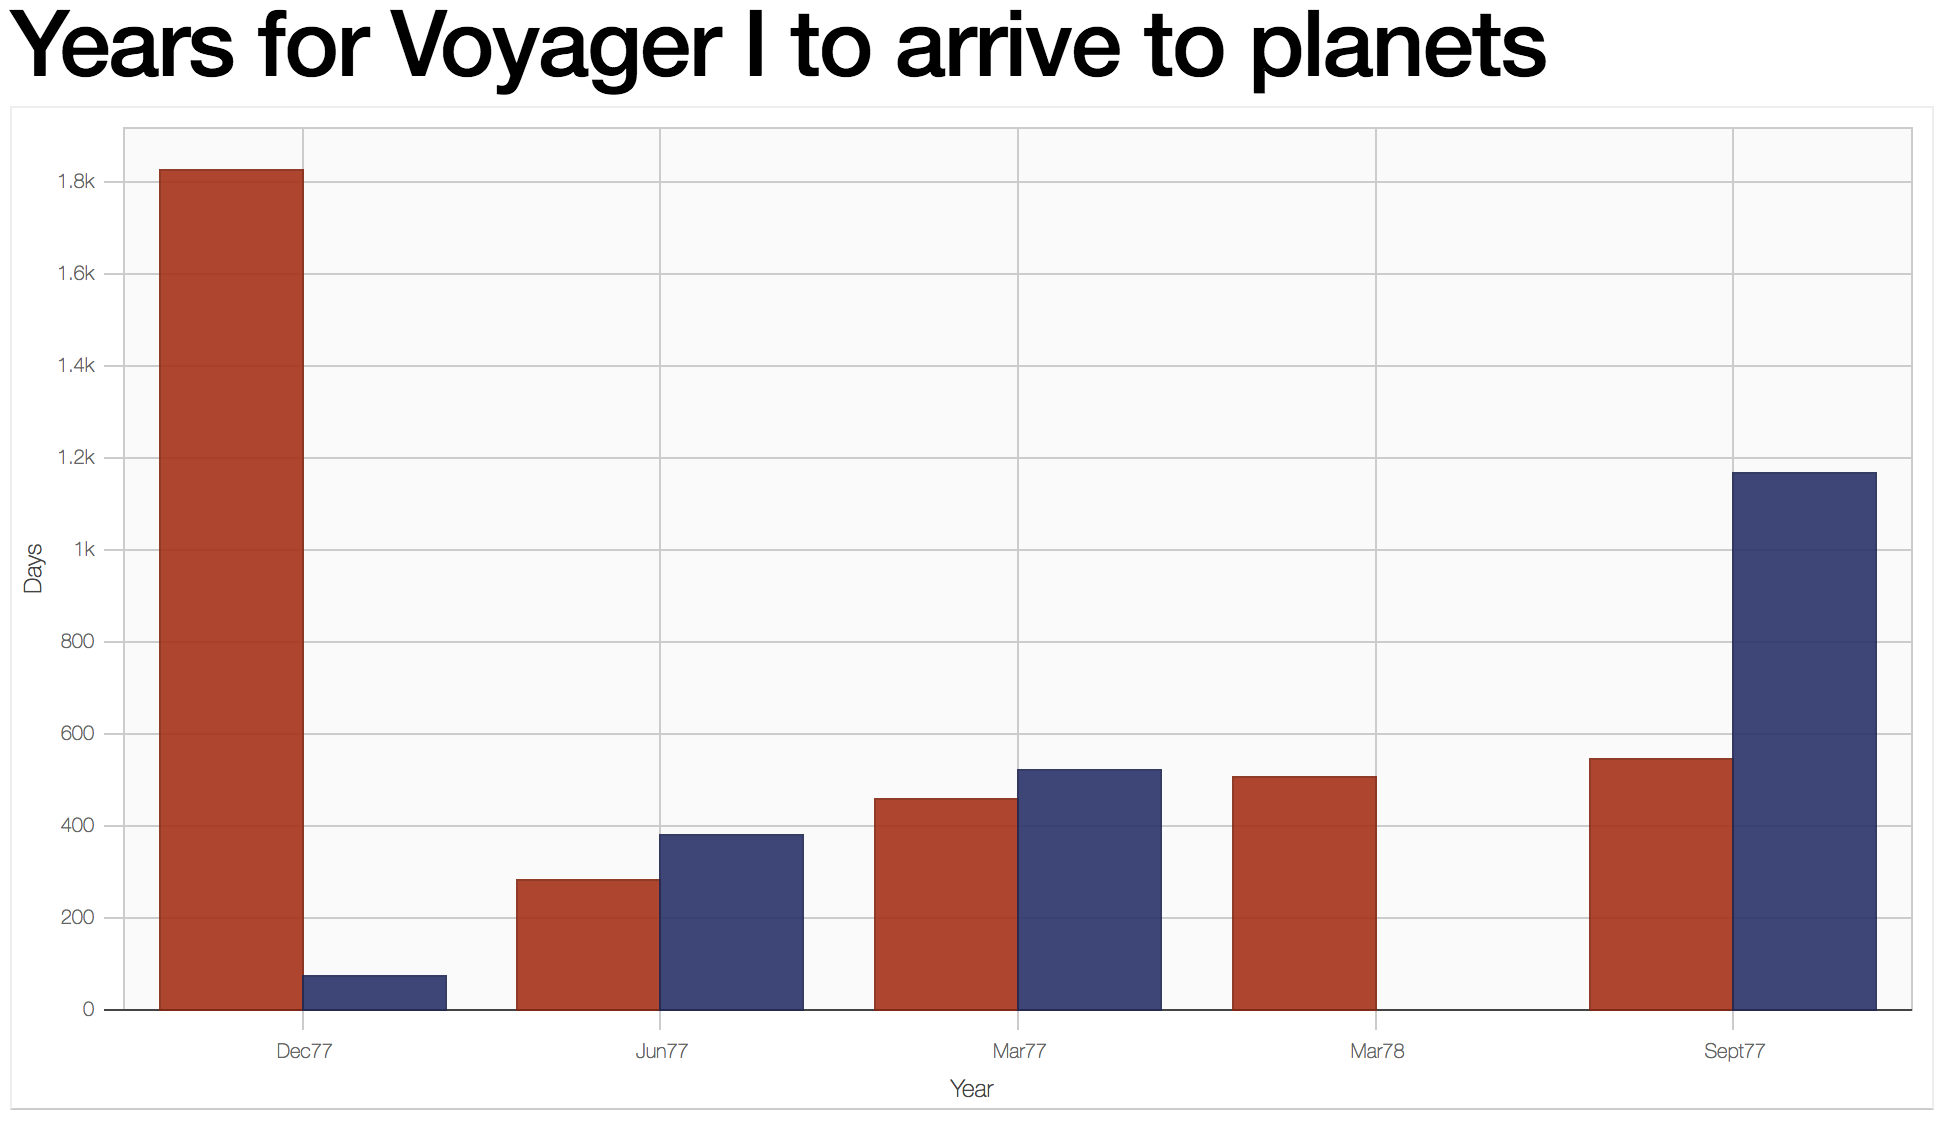 Years for Voyager I to arrive to planets
1.8k
1.6k
1.4k
1.2k
1k
800
600
400
200
0
Days
Dec77 Jun77 Mar77 Mar78 Sept77
Year